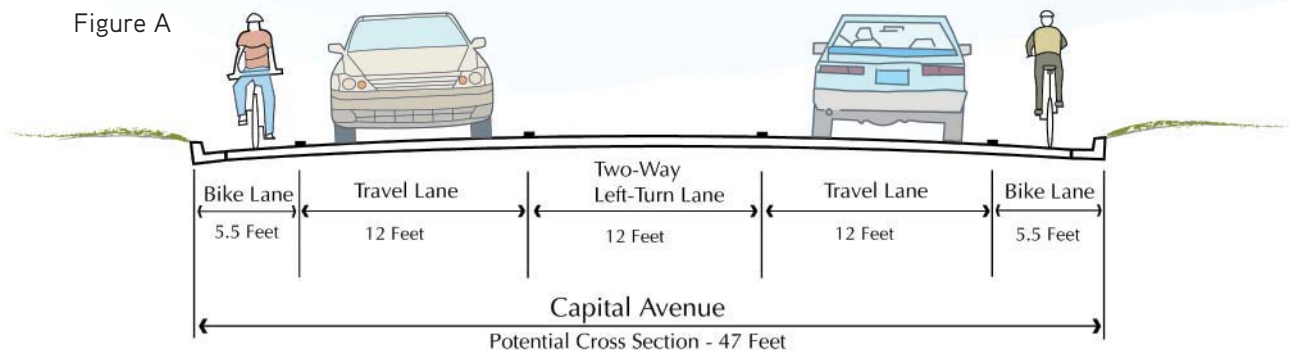 Figure A
Bike Lane
5.5 Feet
Travel Lane
12 Feet
Two-Way
Left-Turn Lane
12 Feet
Travel Lane
12 Feet
Bike Lane
5.5 Feet
Capital Avenue
Potential Cross Section - 47 Feet